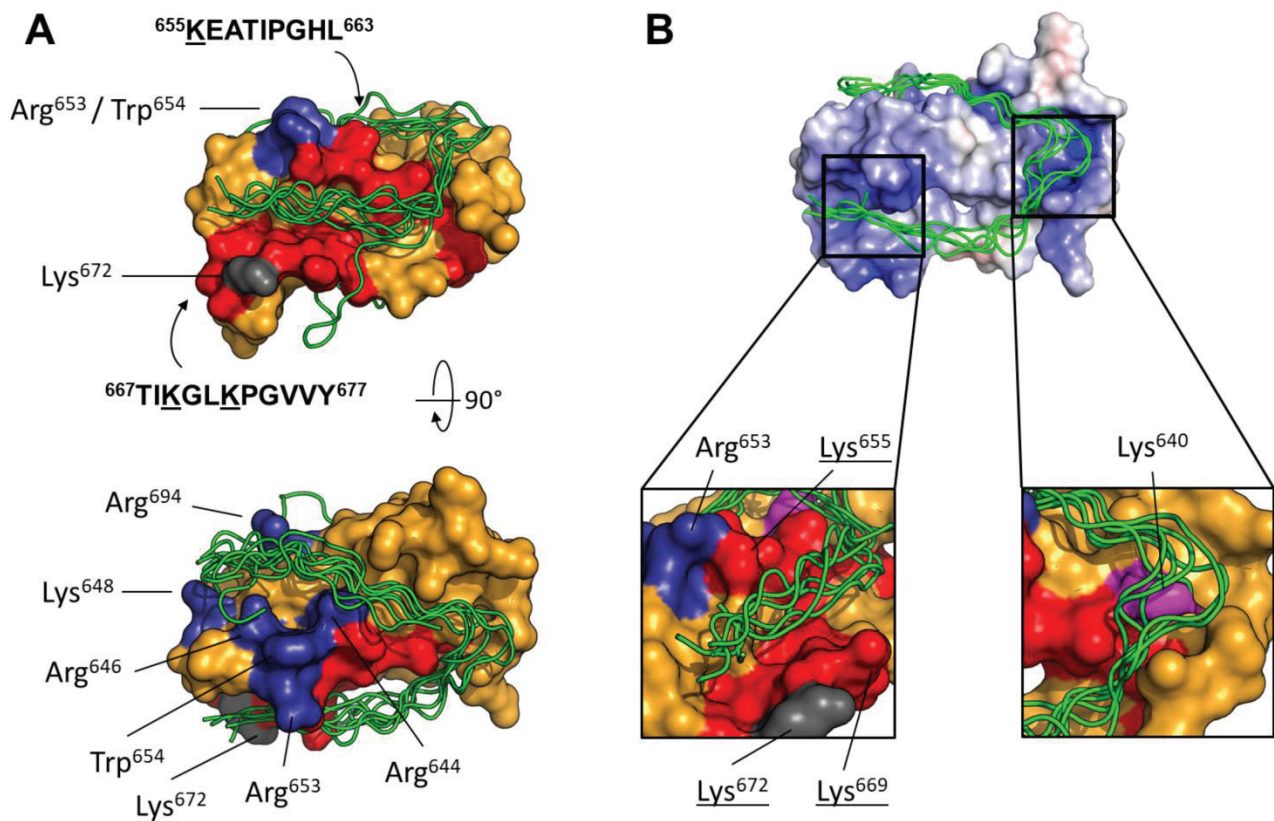 A
⁶⁵⁵KEATIPGHL⁶⁶³
Arg⁶⁵³ / Trp⁶⁵⁴
Lys⁶⁷²
⁶⁶⁷TIKGLKPGVVY⁶⁷⁷
90°
Arg⁶⁹⁴
Lys⁶⁴⁸
Arg⁶⁴⁶
Trp⁶⁵⁴
Lys⁶⁷²
Arg⁶⁵³
Arg⁶⁴⁴
B
Arg⁶⁵³
Lys⁶⁵⁵
Lys⁶⁴⁰
Lys⁶⁷²
Lys⁶⁶⁹